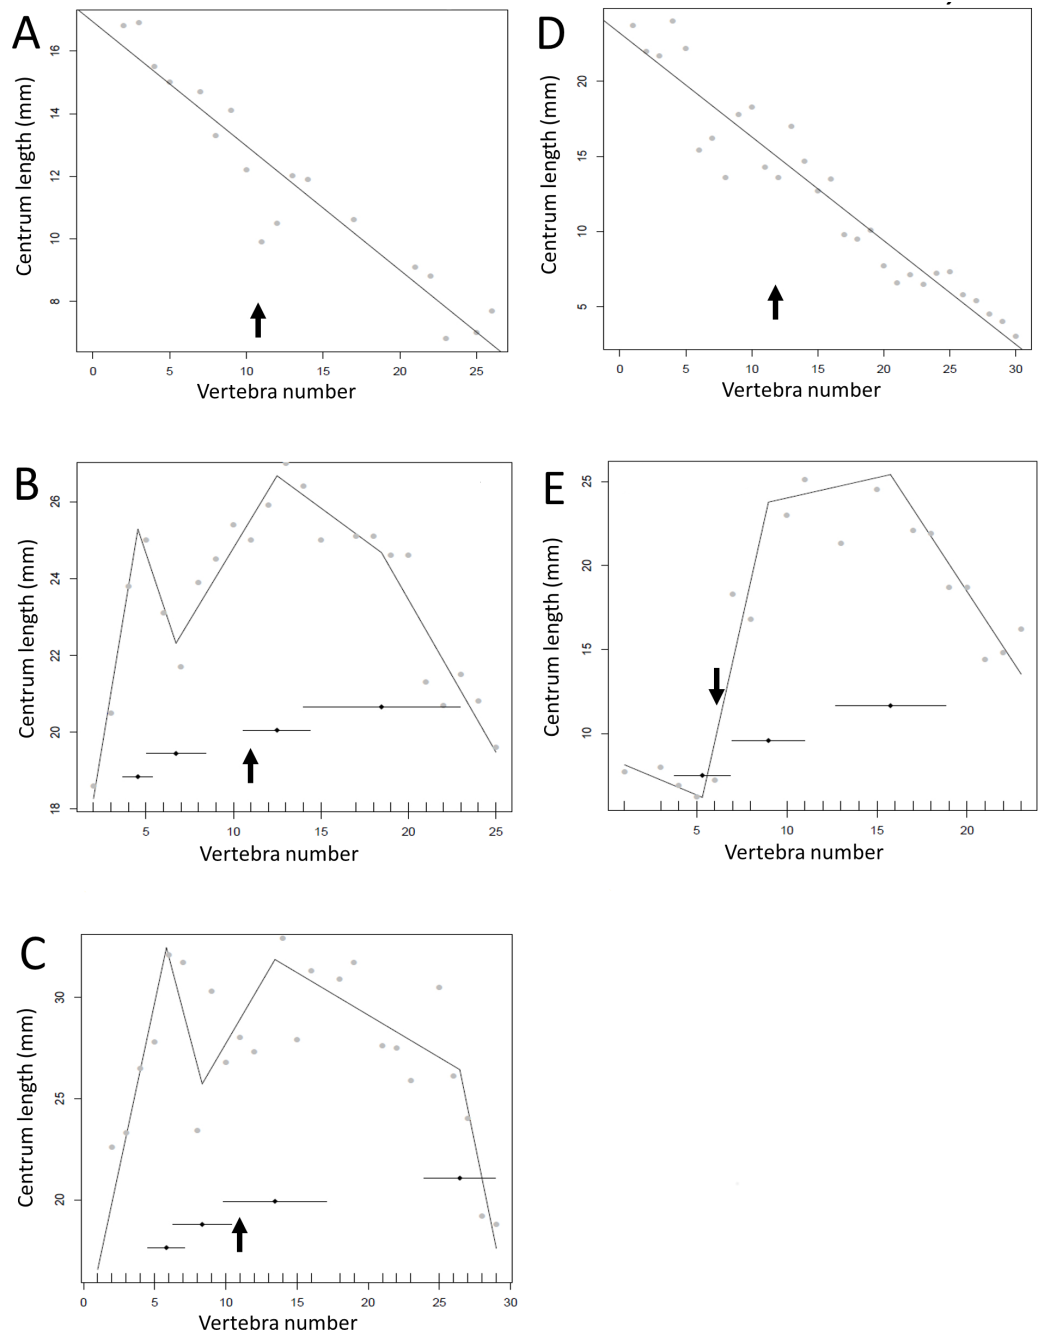 A
Centrum length (mm)
16
14
12
10
8
0 5 10 15 20 25
Vertebra number
D
Centrum length (mm)
20
15
10
5
0 5 10 15 20 25 30
Vertebra number
B
Centrum length (mm)
26
24
22
20
18
5 10 15 20 25
Vertebra number
E
Centrum length (mm)
25
20
15
10
5 10 15 20
Vertebra number
C
Centrum length (mm)
30
25
20
0 5 10 15 20 25 30
Vertebra number